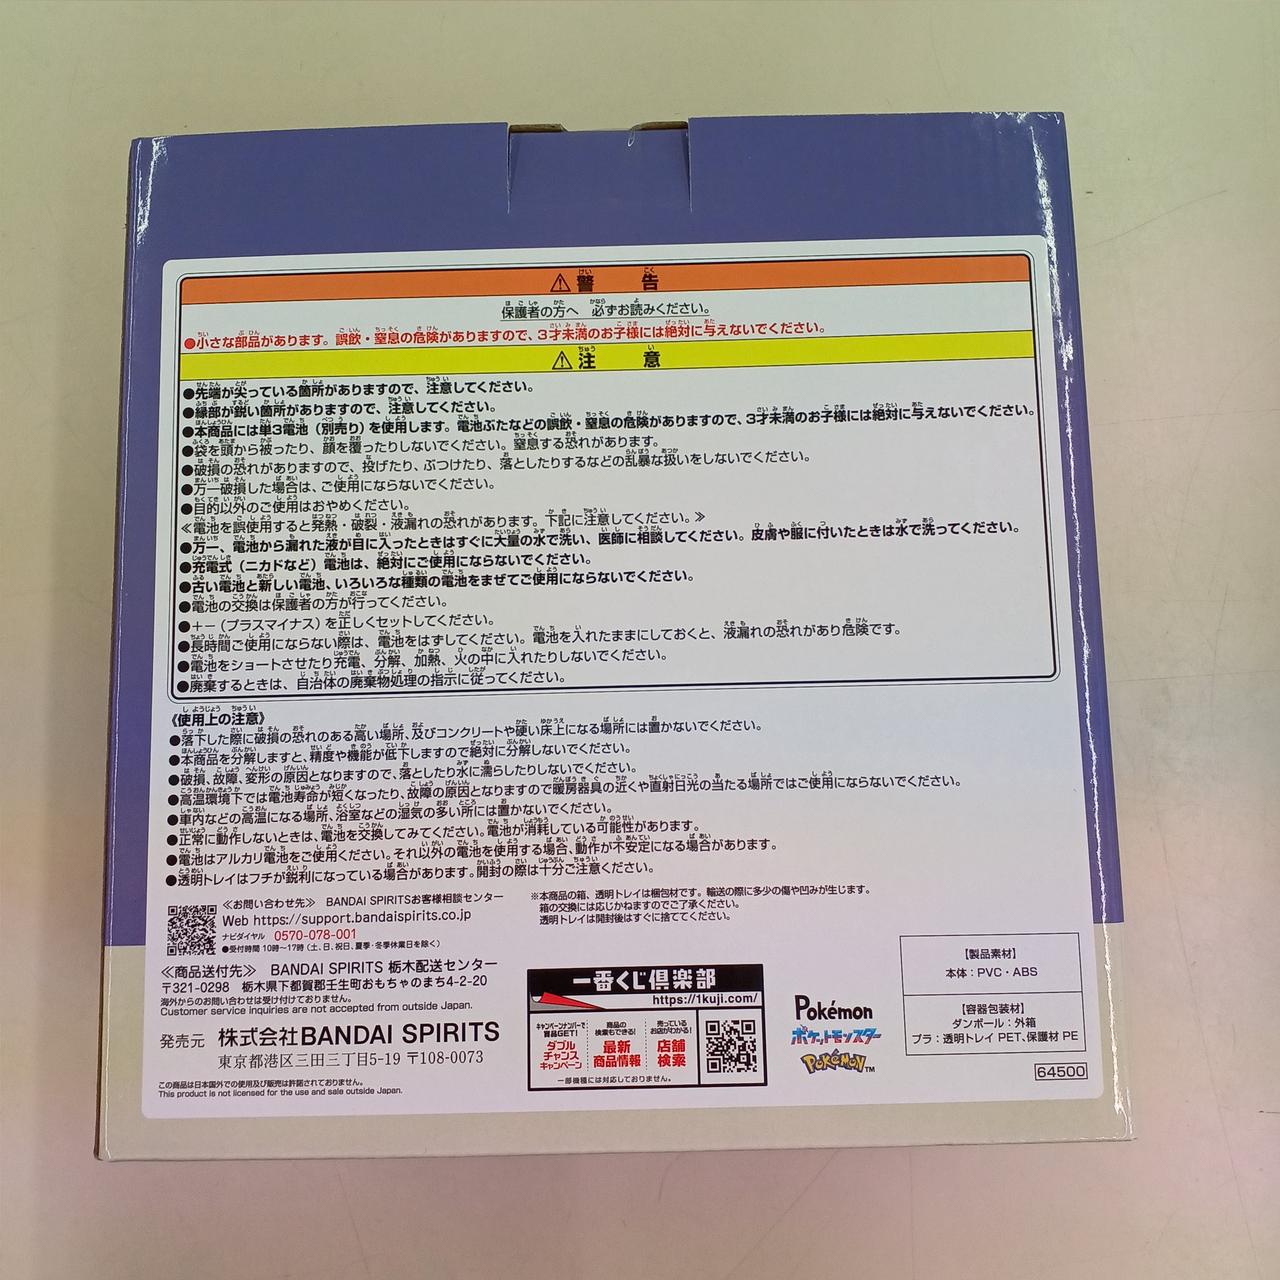 ⚠警告
保護者の方へ 必ずお読みください。
●小さな部品があります。誤飲・窒息の危険がありますので、3才未満のお子様には絶対に与えないでください。
⚠注意
●先端が尖っている箇所がありますので、注意してください。
●縁部が鋭い箇所がありますので、注意してください。
●本商品には単3電池(別売り)を使用します。電池ぶたなどの誤飲・窒息の危険がありますので、3才未満のお子様には絶対に与えないでください。
●袋を頭から被ったり、顔を覆ったりしないでください。窒息する恐れがあります。
●破損の恐れがありますので、投げたり、ぶつけたり、落としたりするなどの乱暴な扱いをしないでください。
●万一破損した場合は、ご使用にならないでください。
●目的以外のご使用はおやめください。
≪電池を誤使用すると発熱・破裂・液漏れの恐れがあります。下記に注意してください。≫
●万一、電池から漏れた液が目に入ったときはすぐに大量の水で洗い、医師に相談してください。皮膚や服に付いたときは水で洗ってください。
●充電式(ニカドなど)電池は、絶対にご使用にならないでください。
●古い電池と新しい電池、いろいろな種類の電池をまぜてご使用にならないでください。
●電池の交換は保護者の方が行ってください。
●+-(プラスマイナス)を正しくセットしてください。
●長時間ご使用にならない際は、電池をはずしてください。電池を入れたままにしておくと、液漏れの恐れがあり危険です。
●電池をショートさせたり充電、分解、加熱、火の中に入れたりしないでください。
●廃棄するときは、自治体の廃棄物処理の指示に従ってください。
《使用上の注意》
●落下した際に破損の恐れのある高い場所、及びコンクリートや硬い床上になる場所には置かないでください。
●本商品を分解しますと、精度や機能が低下しますので絶対に分解しないでください。
●破損、故障、変形の原因となりますので、落としたり水に濡らしたりしないでください。
●高温環境下では電池寿命が短くなったり、故障の原因となりますので暖房器具の近くや直射日光の当たる場所ではご使用にならないでください。
●車内などの高温になる場所、浴室などの湿気の多い所には置かないでください。
●正常に動作しないときは、電池を交換してみてください。電池が消耗している可能性があります。
●電池はアルカリ電池をご使用ください。それ以外の電池を使用する場合、動作が不安定になる場合があります。
●透明トレイはフチが鋭利になっている場合があります。開封の際は十分ご注意ください。
≪お問い合わせ先≫ BANDAI SPIRITSお客様相談センター
Web https://support.bandaispirits.co.jp
ナビダイヤル 0570-078-001
●受付時間 10時〜17時(土、日、祝日、夏季・冬季休業日を除く)
※本商品の箱、透明トレイは梱包材です。輸送の際に多少の傷や凹みが生じます。
箱の交換には応じかねますのでご了承ください。
透明トレイは開封後はすぐに捨ててください。
≪商品送付先≫ BANDAI SPIRITS 栃木配送センター
〒321-0298 栃木県下都賀郡壬生町おもちゃのまち4-2-20
海外からのお問い合わせは受け付けておりません。
Customer service inquiries are not accepted from outside Japan.
発売元 株式会社BANDAI SPIRITS
東京都港区三田三丁目5-19 〒108-0073
この商品は日本国外での使用及び販売は許諾されておりません。
This product is not licensed for the use and sale outside Japan.
一番くじ倶楽部
https://1kuji.com/
キャンペーンナンバーで賞品GET!
ダブルチャンスキャンペーン
商品の検索もできる!
最新商品情報
売っているお店がわかる!
店舗検索
一部機種には対応しておりません。
Pokémon
ポケットモンスター
POKéMON™
【製品素材】
本体:PVC・ABS
【容器包装材】
ダンボール:外箱
プラ:透明トレイ PET、保護材 PE
64500